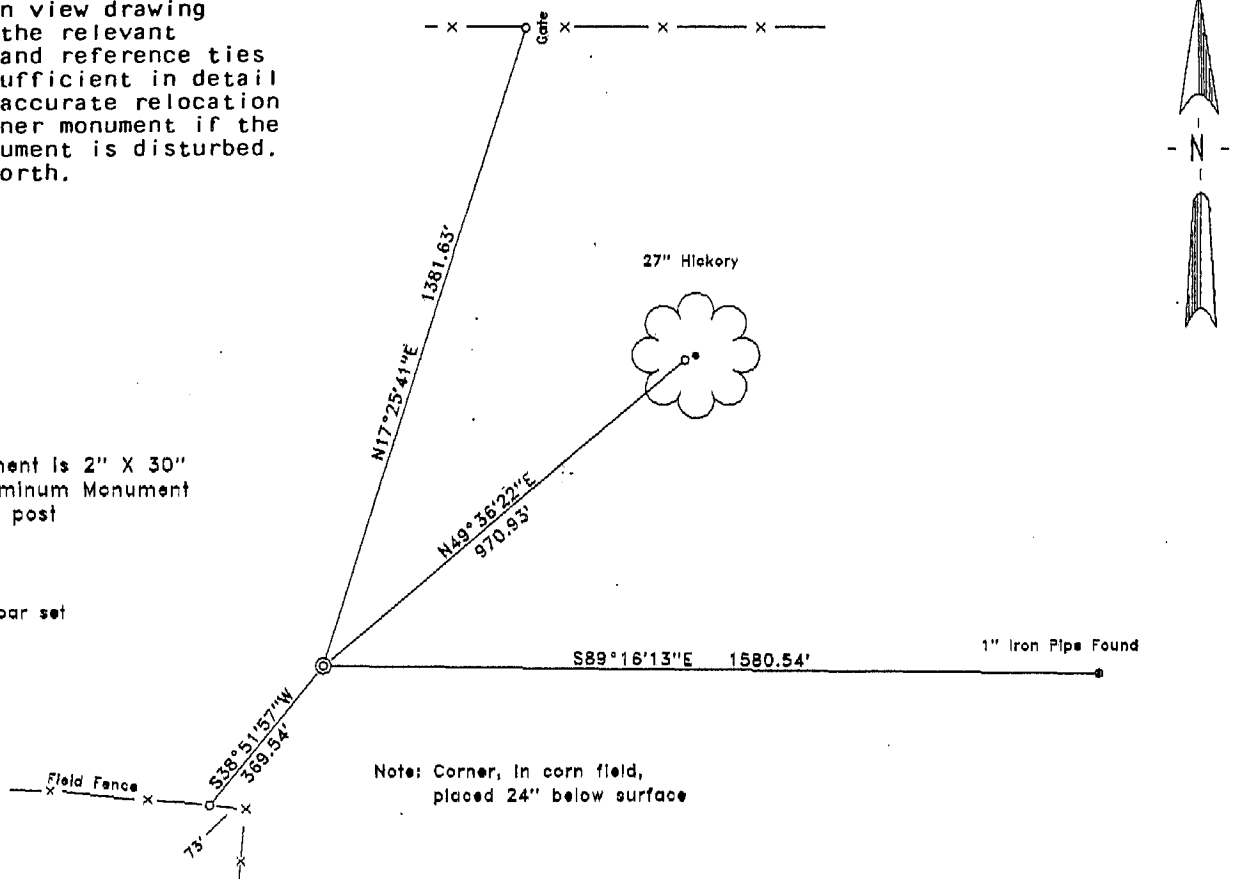 n view drawing
the relevant
and reference ties
ufficient in detail
accurate relocation
ner monument if the
ument is disturbed.
orth.
Gate
N
1381.63'
N17°25'41"E
27" Hickory
nent is 2" X 30"
minum Monument
post
N49°36'22"E
970.93'
bar set
1" Iron Pipe Found
S89°16'13"E 1580.54'
S38°51'57"W
369.54'
Field Fence
73'
Note: Corner, in corn field,
placed 24" below surface